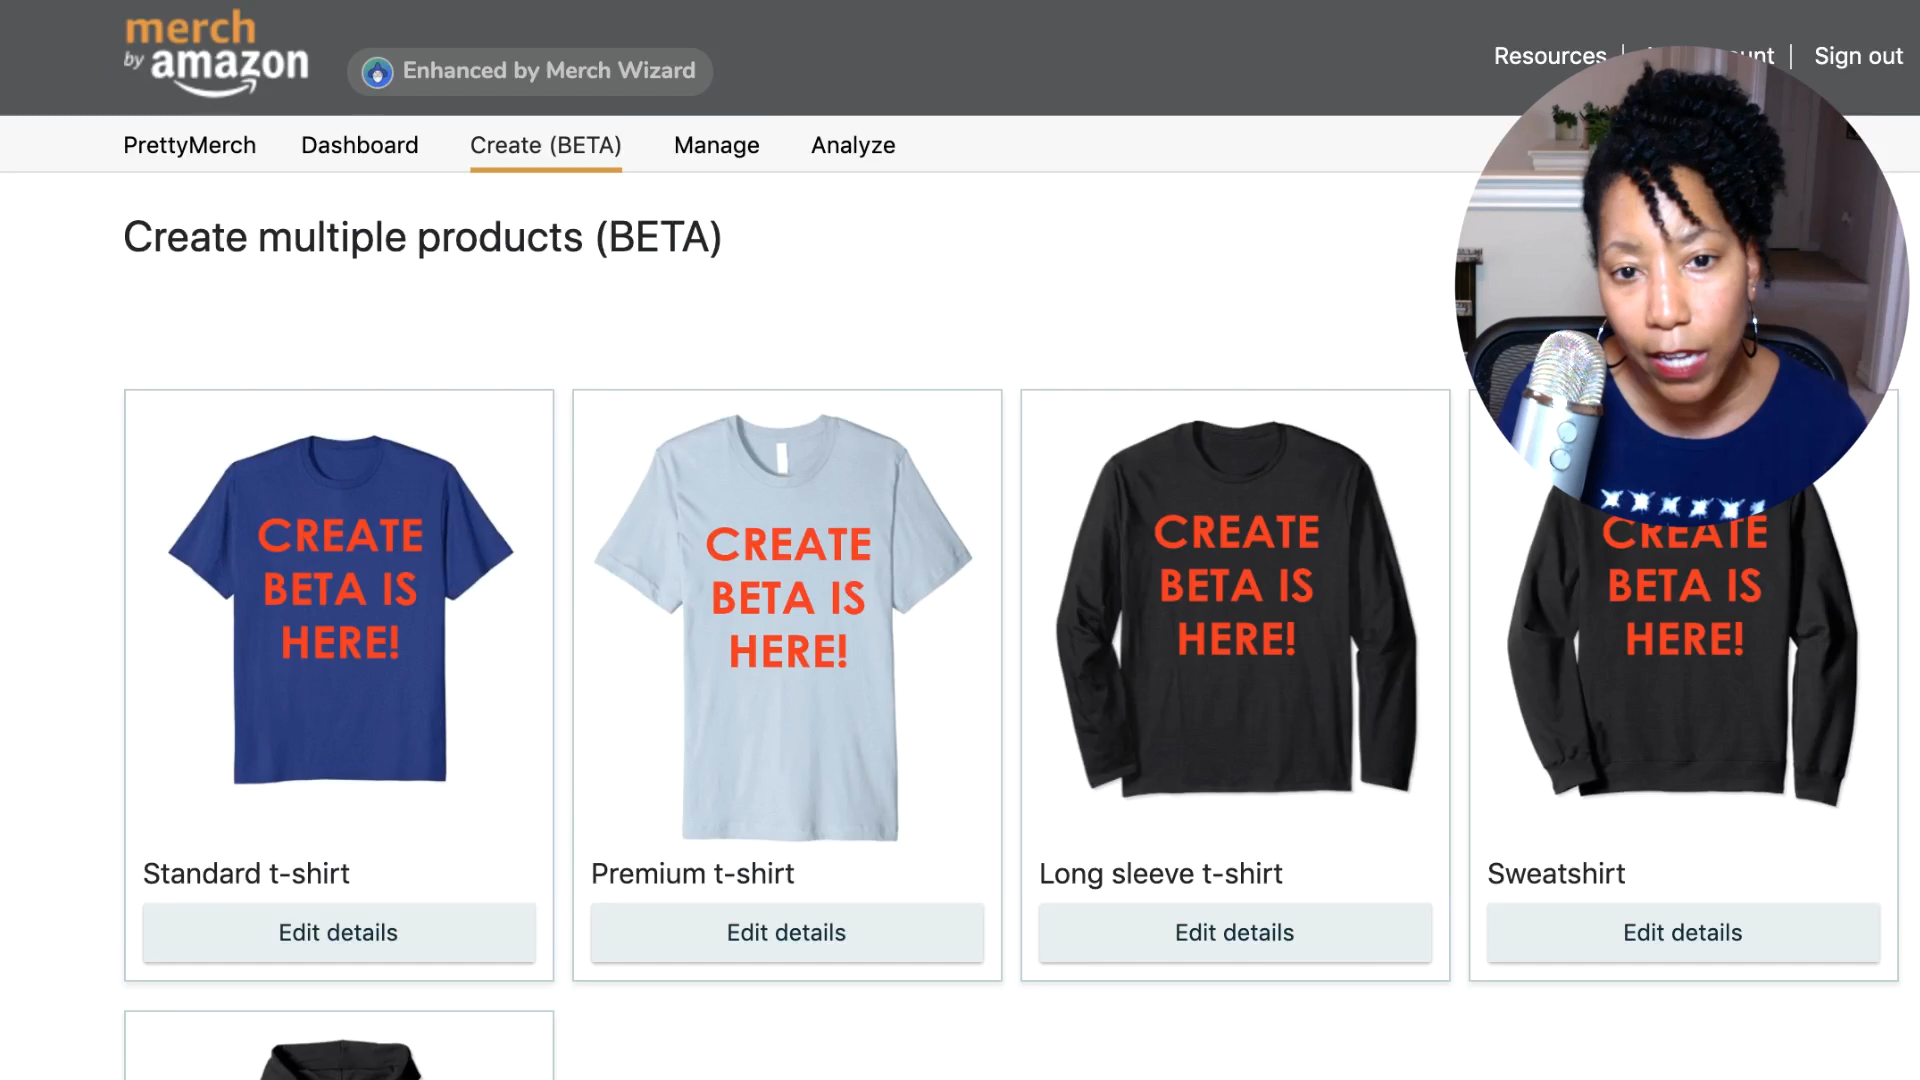 merch
by amazon
Enhanced by Merch Wizard
Resources
Sign out
PrettyMerch
Dashboard
Create (BETA)
Manage
Analyze
Create multiple products (BETA)
CREATE
BETA IS
HERE!
Standard t-shirt
Edit details
CREATE
BETA IS
HERE!
Premium t-shirt
Edit details
CREATE
BETA IS
HERE!
Long sleeve t-shirt
Edit details
CREATE
BETA IS
HERE!
Sweatshirt
Edit details